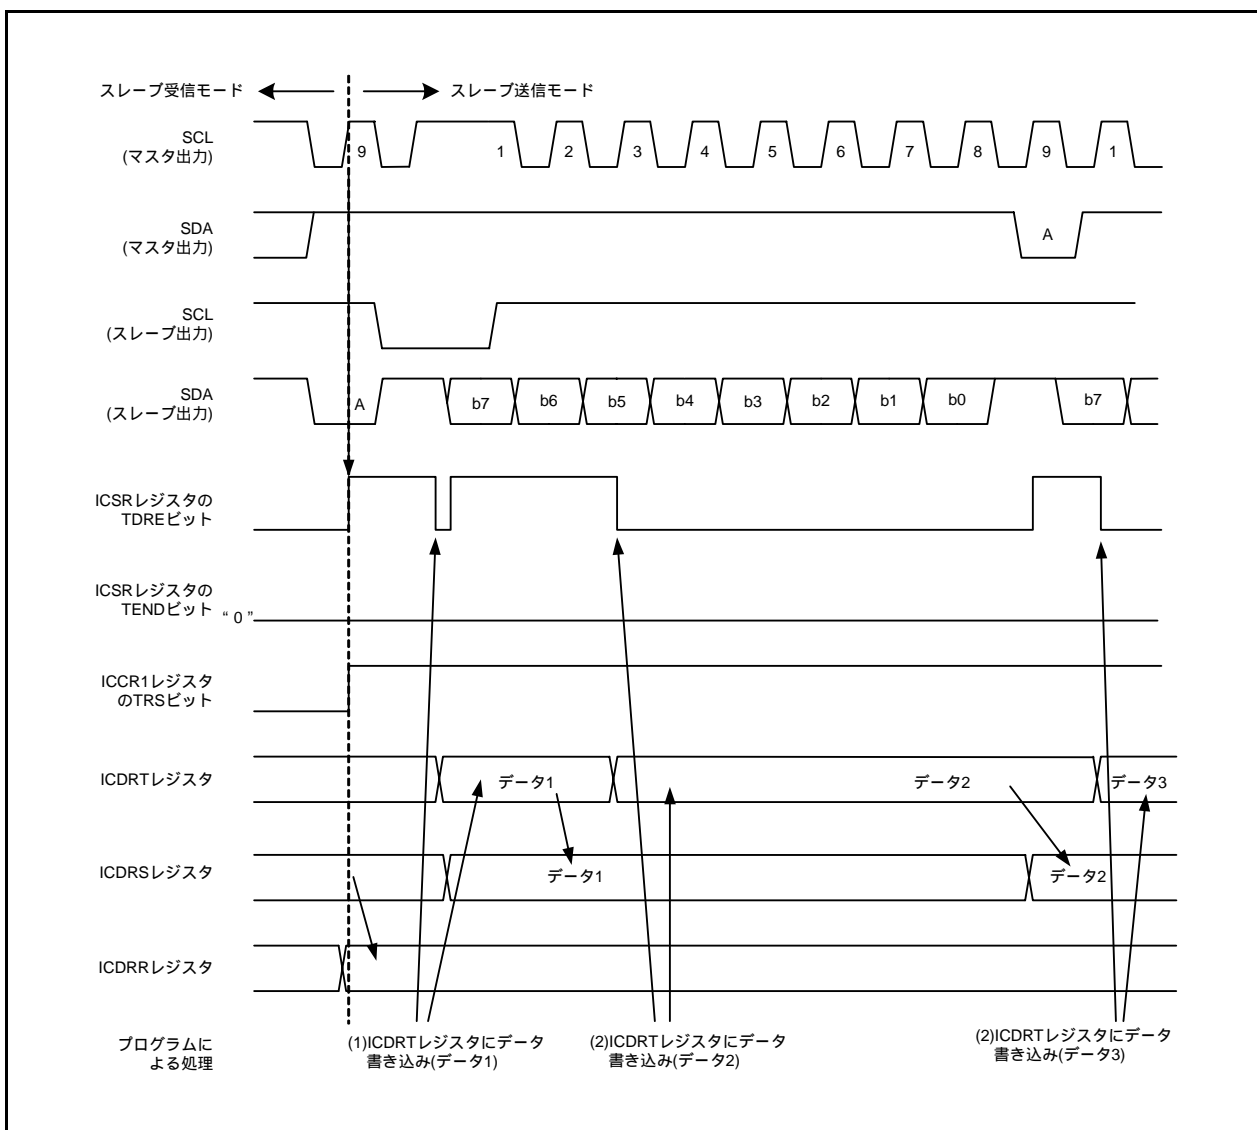 スレーブ受信モード
スレーブ送信モード
SCL
(マスタ出力)
9 1 2 3 4 5 6 7 8 9 1
SDA
(マスタ出力)
A
SCL
(スレーブ出力)
SDA
(スレーブ出力)
A b7 b6 b5 b4 b3 b2 b1 b0 b7
ICSRレジスタの
TDREビット
ICSRレジスタの
TENDビット
“ 0 ”
ICCR1レジスタ
のTRSビット
ICDRTレジスタ
データ1 データ2 データ3
ICDRSレジスタ
データ1 データ2
ICDRRレジスタ
プログラムに
よる処理
(1)ICDRTレジスタにデータ
書き込み(データ1)
(2)ICDRTレジスタにデータ
書き込み(データ2)
(2)ICDRTレジスタにデータ
書き込み(データ3)